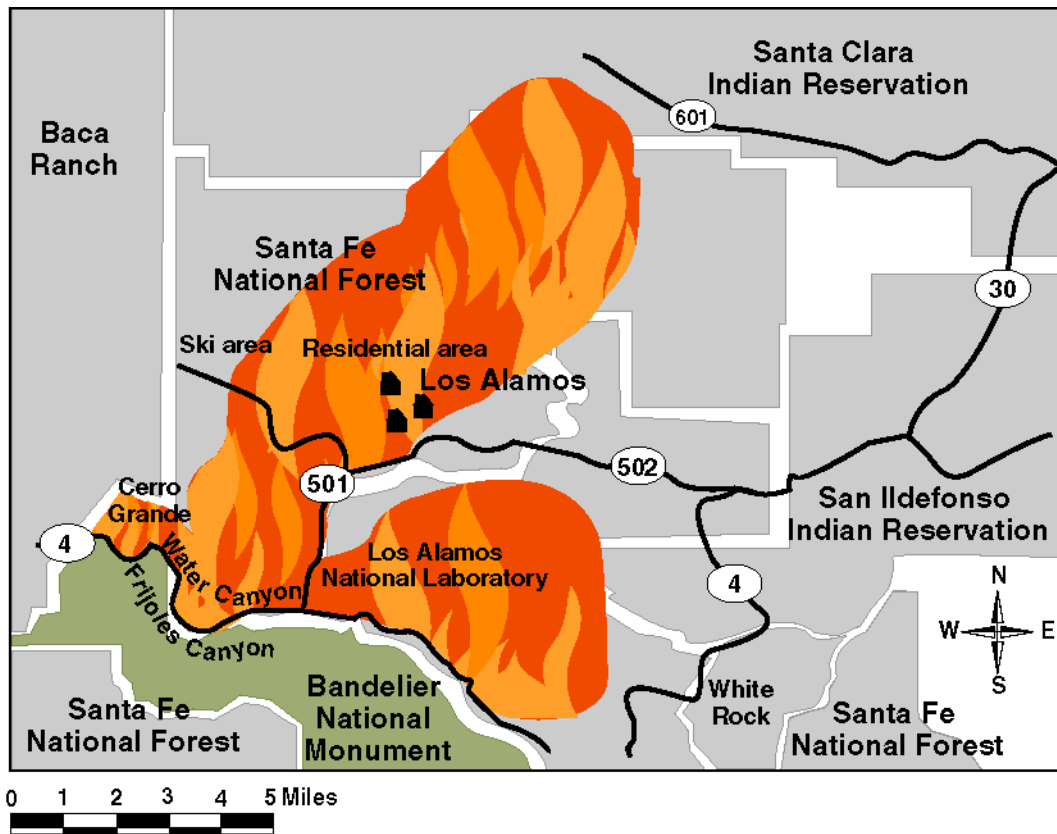 Santa Clara
Indian Reservation
601
Baca
Ranch
Santa Fe
National Forest
30
Ski area
Residential area
Los Alamos
501
502
Cerro
Grande
4
Water Canyon
Frijoles Canyon
Los Alamos
National Laboratory
San Ildefonso
Indian Reservation
4
N
W
E
S
White
Rock
Bandelier
National
Monument
Santa Fe
National Forest
Santa Fe
National Forest
0 1 2 3 4 5 Miles